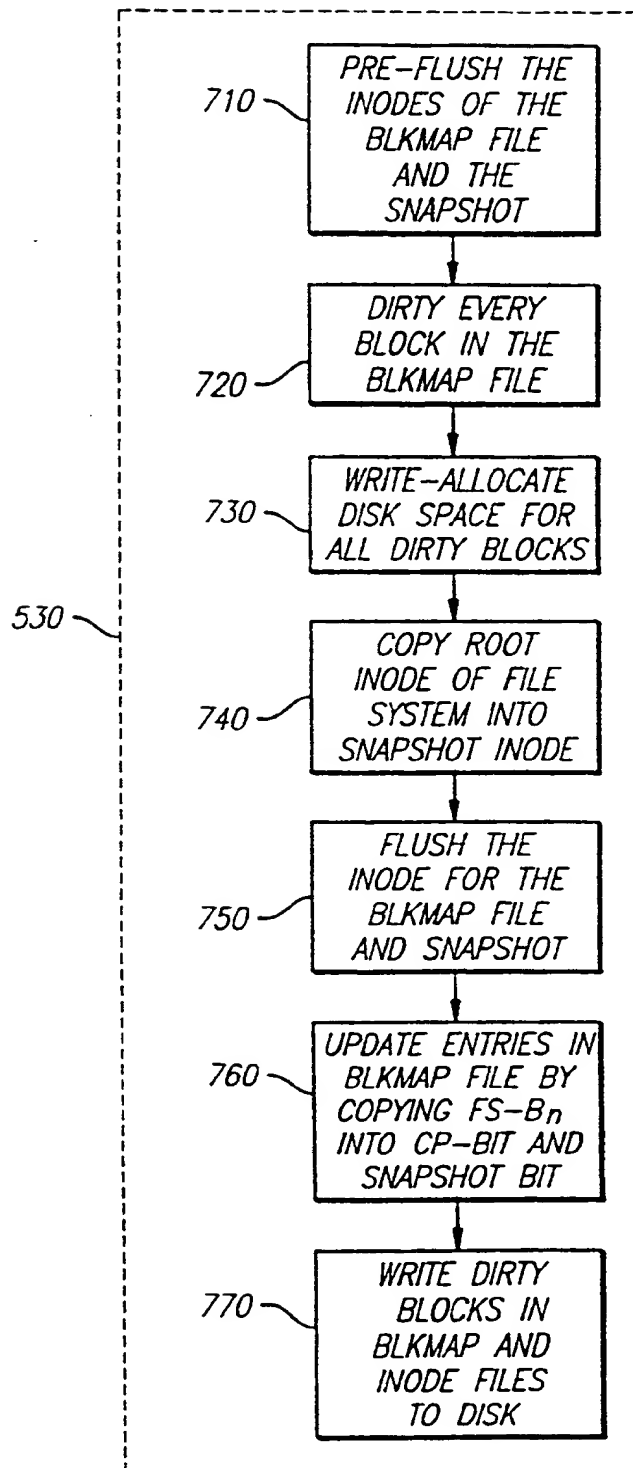 710
PRE-FLUSH THE
INODES OF THE
BLKMAP FILE
AND THE
SNAPSHOT
720
DIRTY EVERY
BLOCK IN THE
BLKMAP FILE
730
WRITE-ALLOCATE
DISK SPACE FOR
ALL DIRTY BLOCKS
530
740
COPY ROOT
INODE OF FILE
SYSTEM INTO
SNAPSHOT INODE
750
FLUSH THE
INODE FOR THE
BLKMAP FILE
AND SNAPSHOT
760
UPDATE ENTRIES IN
BLKMAP FILE BY
COPYING FS-Bn
INTO CP-BIT AND
SNAPSHOT BIT
770
WRITE DIRTY
BLOCKS IN
BLKMAP AND
INODE FILES
TO DISK